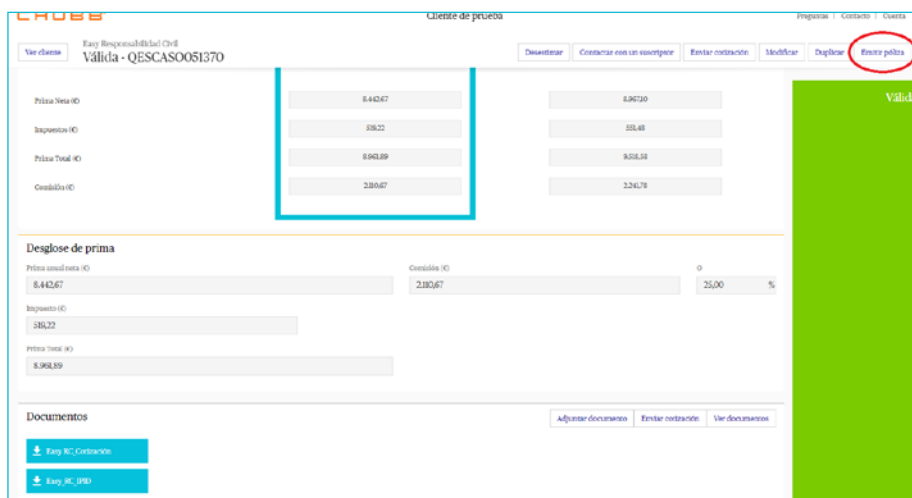 CHUBB
Cliente de prueba
Preguntas | Contacto | Cuenta
Ver cliente
Easy Responsabilidad Civil
Válida - QESCASO051370
Desestimar
Contactar con un suscriptor
Enviar cotización
Modificar
Duplicar
Emitir póliza
Prima Neta (€) 8.442,67 8.967,10
Impuestos (€) 519,22 551,48
Prima Total (€) 8.961,89 9.518,58
Comisión (€) 2.110,67 2.241,78
Válid
Desglose de prima
Prima anual neta (€) Comisión (€) O
8.442,67 2.110,67 25,00 %
Impuesto (€)
519,22
Prima Total (€)
8.961,89
Documentos
Adjuntar documento
Enviar cotización
Ver documentos
Easy RC_Cotización
Easy_RC_IPID